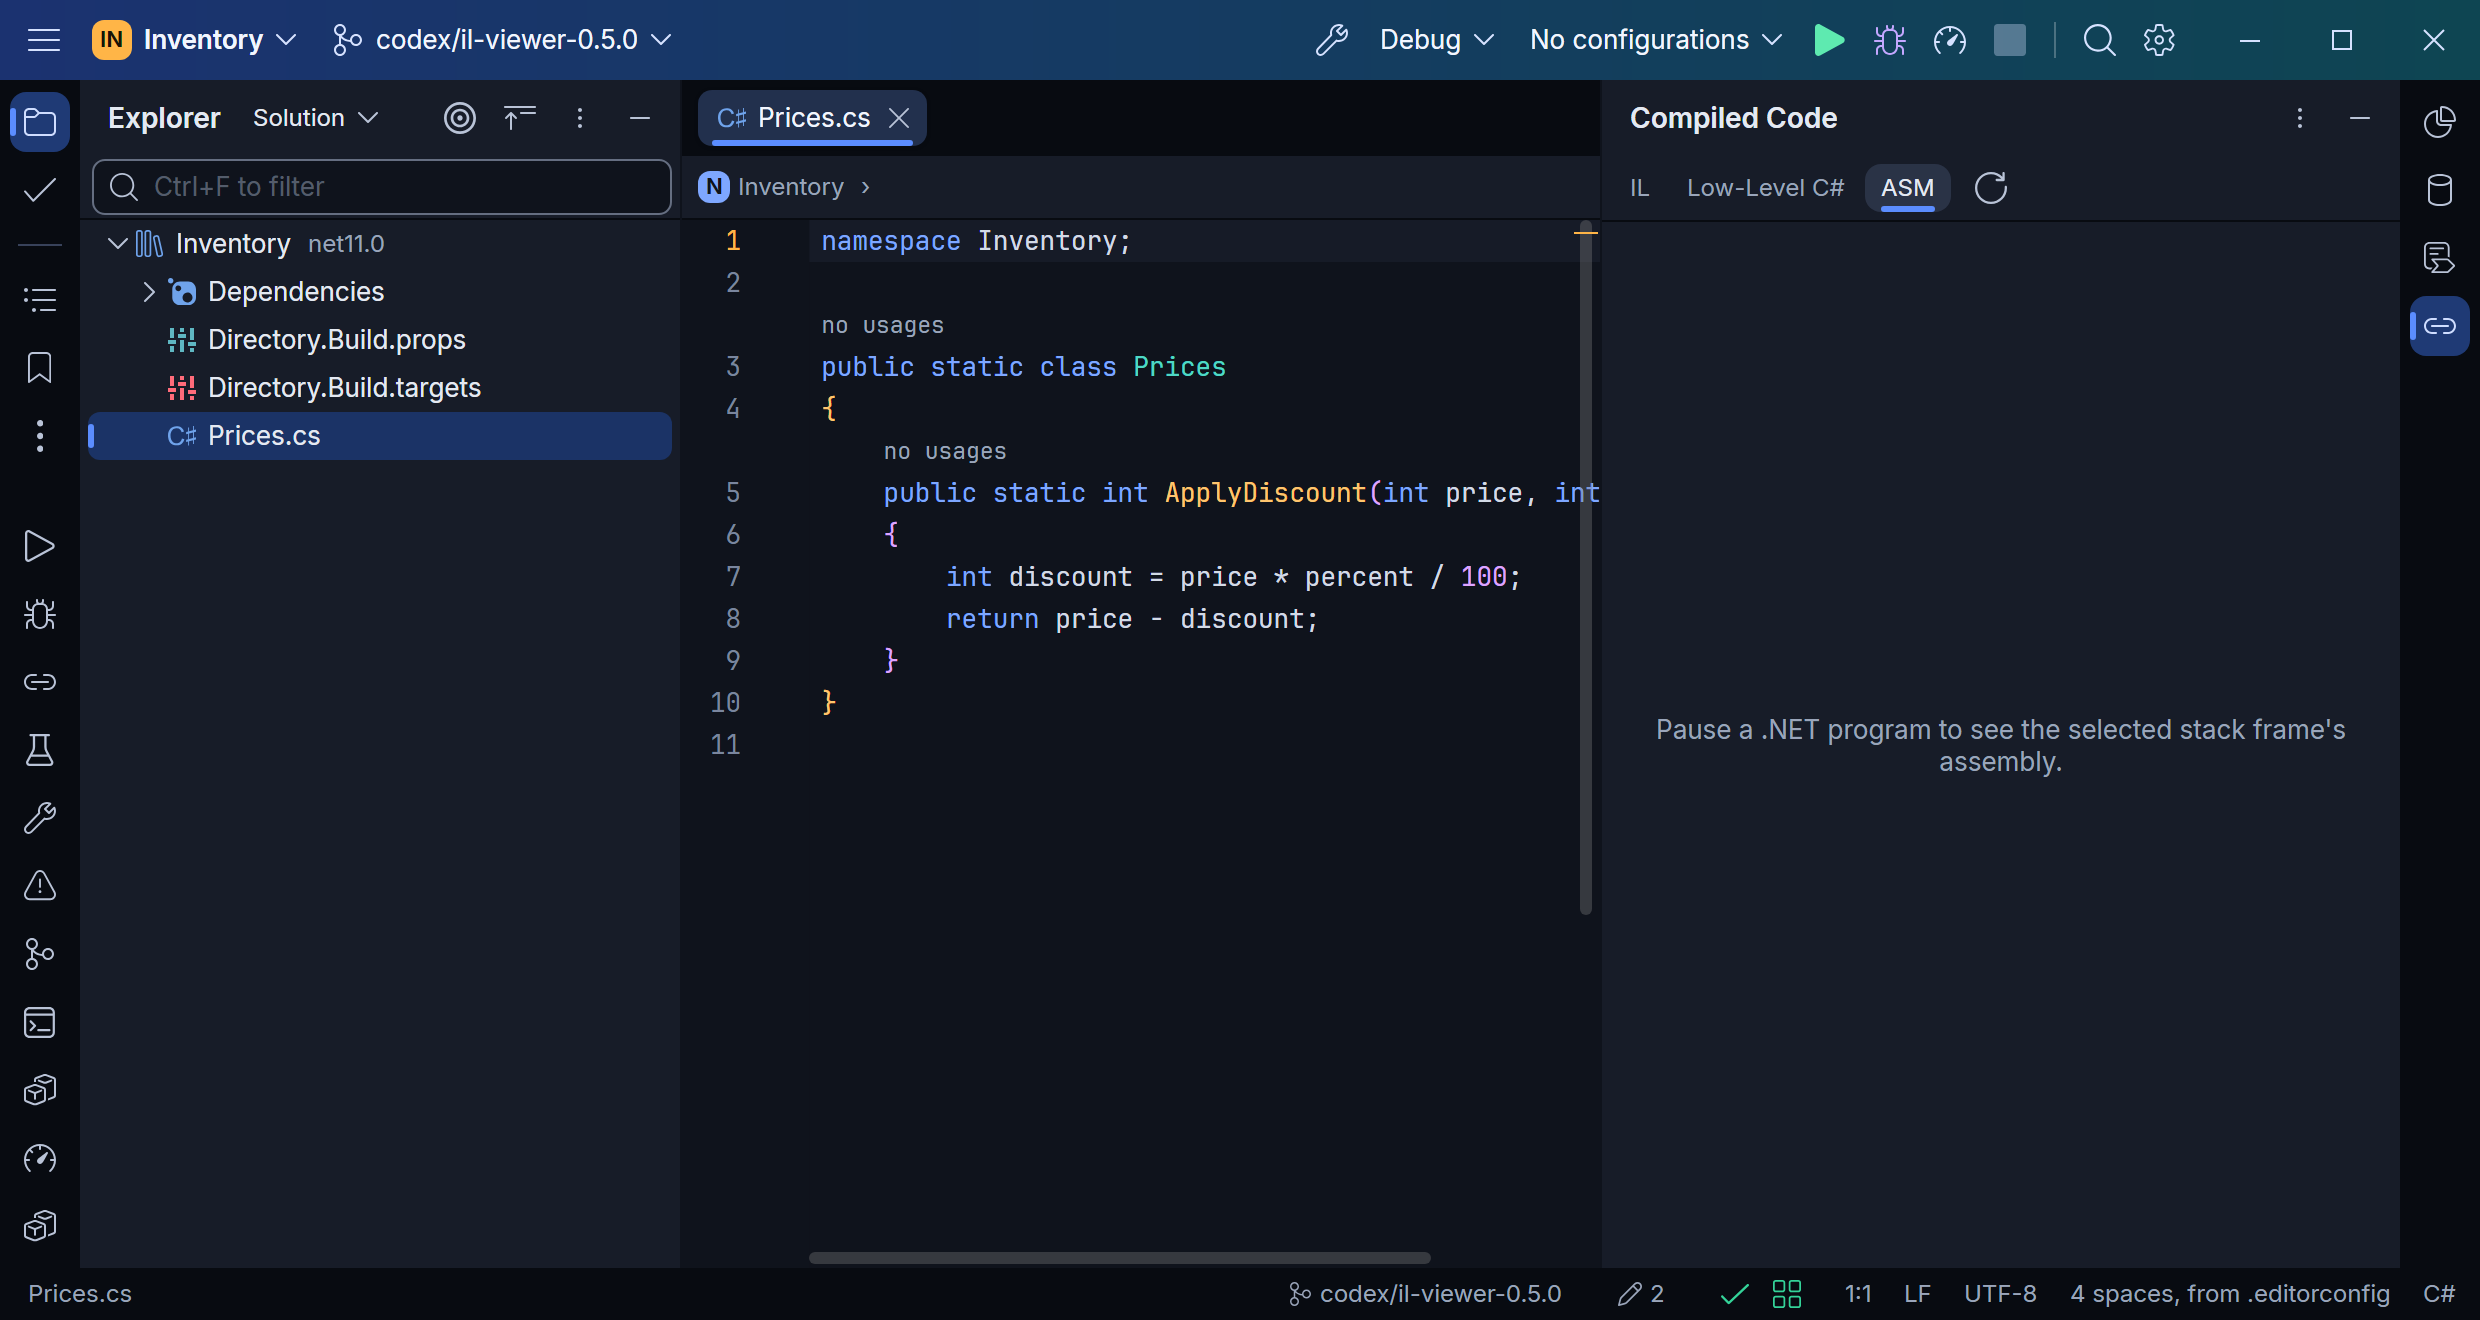 IN Inventory codex/il-viewer-0.5.0 Debug No configurations
Explorer Solution
Ctrl+F to filter
Inventory net11.0
Dependencies
Directory.Build.props
Directory.Build.targets
C# Prices.cs
C# Prices.cs
N Inventory ›
1 namespace Inventory;
2
no usages
3 public static class Prices
4 {
no usages
5 public static int ApplyDiscount(int price, int
6 {
7 int discount = price * percent / 100;
8 return price - discount;
9 }
10 }
11
Compiled Code
IL Low-Level C# ASM
Pause a .NET program to see the selected stack frame's
assembly.
Prices.cs codex/il-viewer-0.5.0 2 1:1 LF UTF-8 4 spaces, from .editorconfig C#